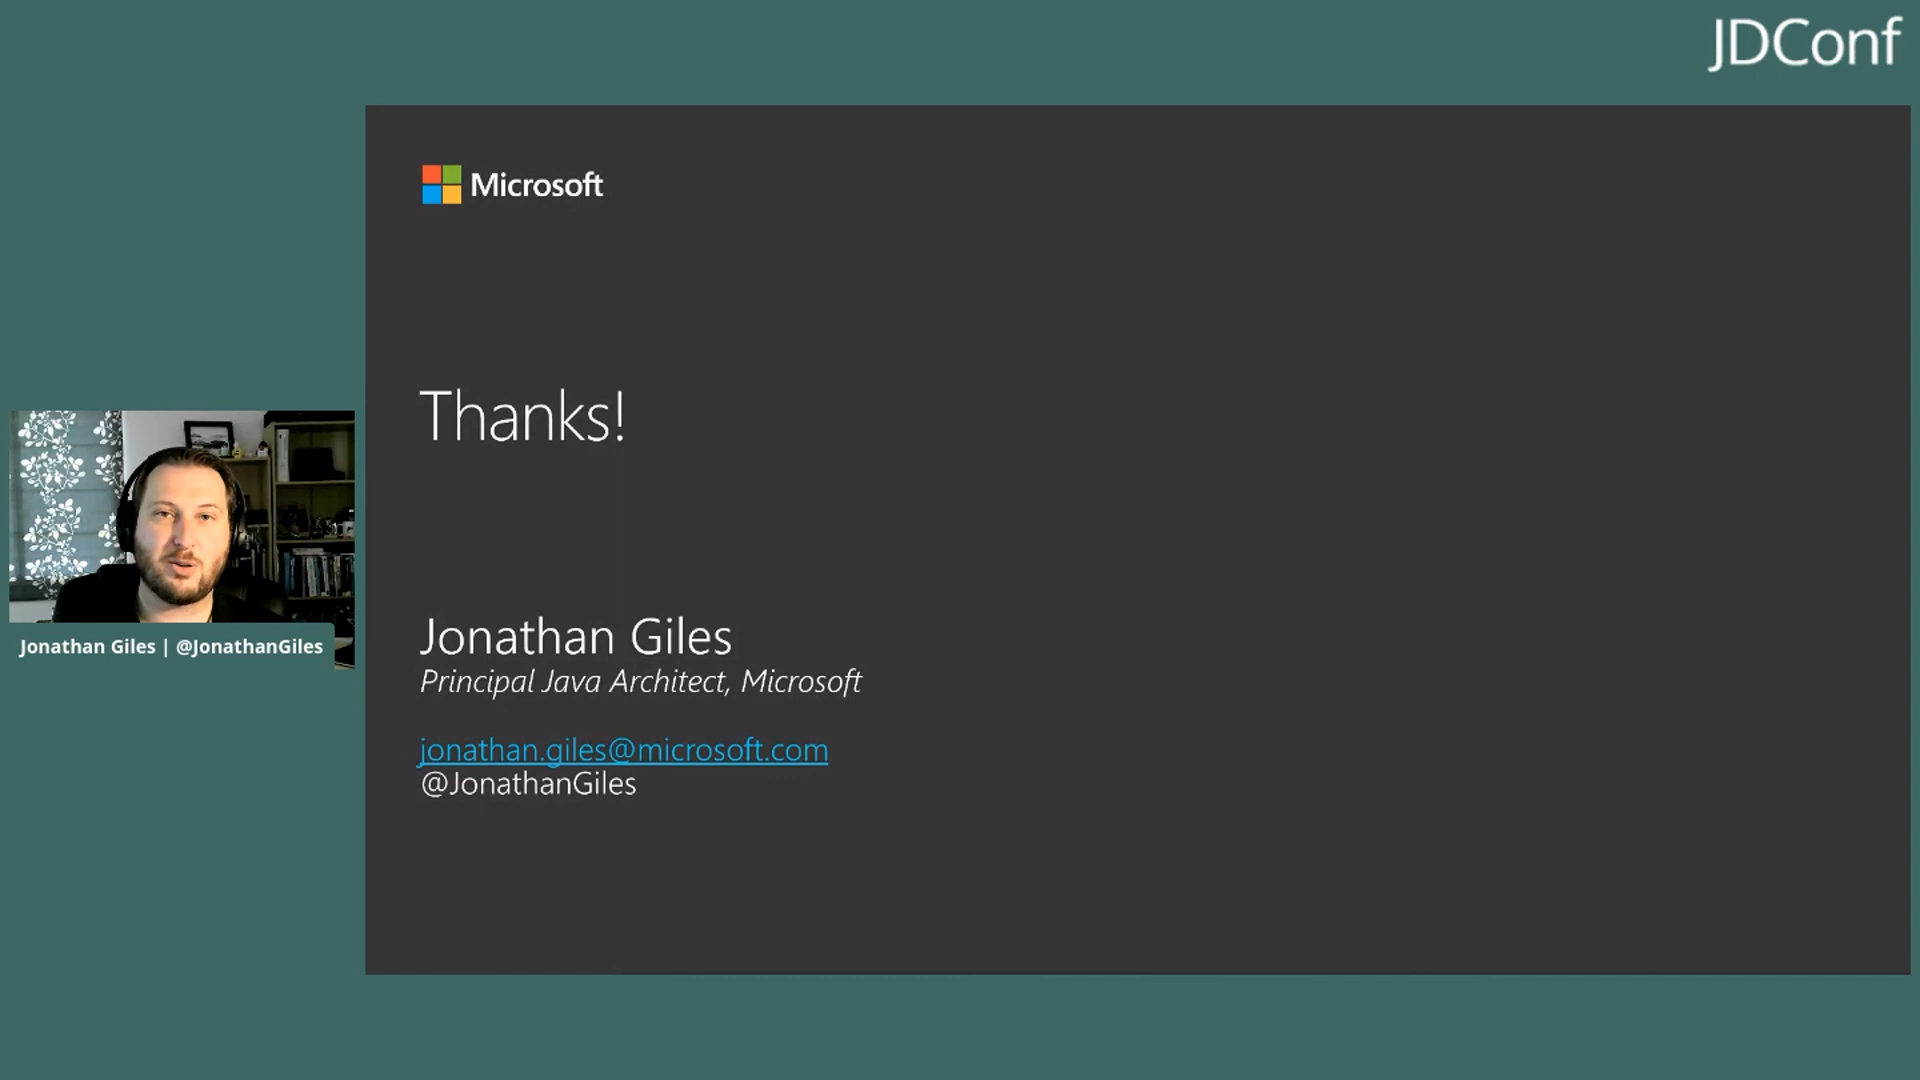 JDConf
Microsoft
Thanks!
Jonathan Giles
Principal Java Architect, Microsoft
jonathan.giles@microsoft.com
@JonathanGiles
Jonathan Giles | @JonathanGiles